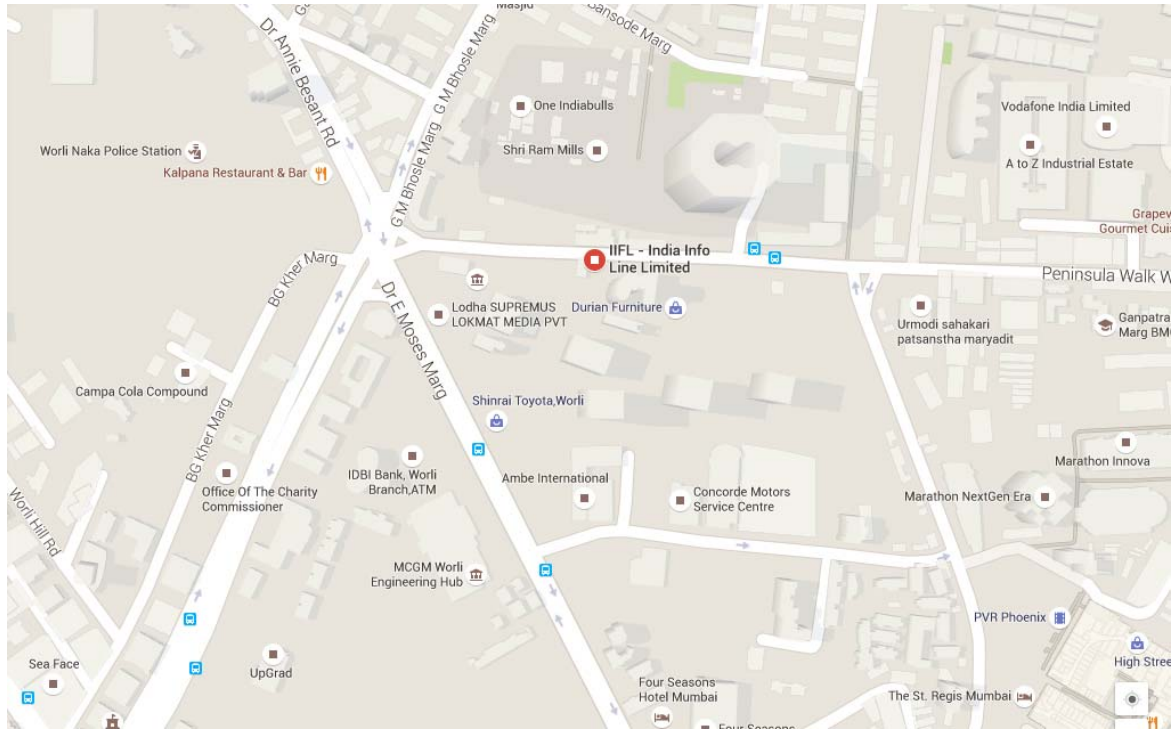 Masjid
Bansode Marg
Dr Annie Besant Rd
G M Bhosle Marg
G M Bhosle Marg
One Indiabulls
Vodafone India Limited
Worli Naka Police Station
Shri Ram Mills
A to Z Industrial Estate
Kalpana Restaurant & Bar
Grapev
Gourmet Cuis
IIFL - India Info
Line Limited
BG Kher Marg
Peninsula Walk W
Lodha SUPREMUS
LOKMAT MEDIA PVT
Durian Furniture
Urmodi sahakari
patsanstha maryadit
Ganpatra
Marg BM
Dr E Moses Marg
Campa Cola Compound
Shinrai Toyota,Worli
BG Kher Marg
Marathon Innova
IDBI Bank, Worli
Branch,ATM
Ambe International
Office Of The Charity
Commissioner
Concorde Motors
Service Centre
Marathon NextGen Era
Worli Hill Rd
MCGM Worli
Engineering Hub
PVR Phoenix
Sea Face
UpGrad
High Stree
Four Seasons
Hotel Mumbai
The St. Regis Mumbai
Four Seasons